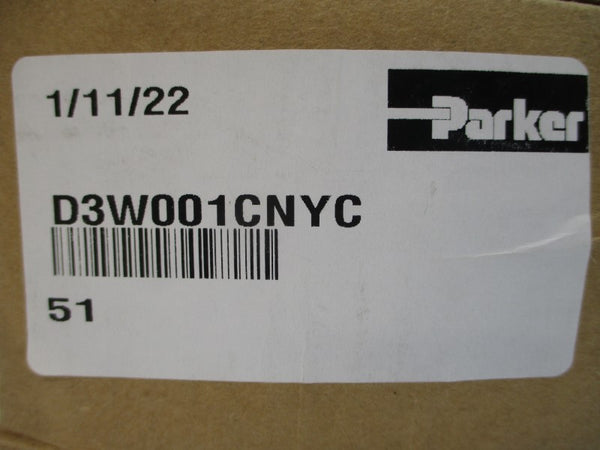 1/11/22
Parker
D3W001CNYC
51